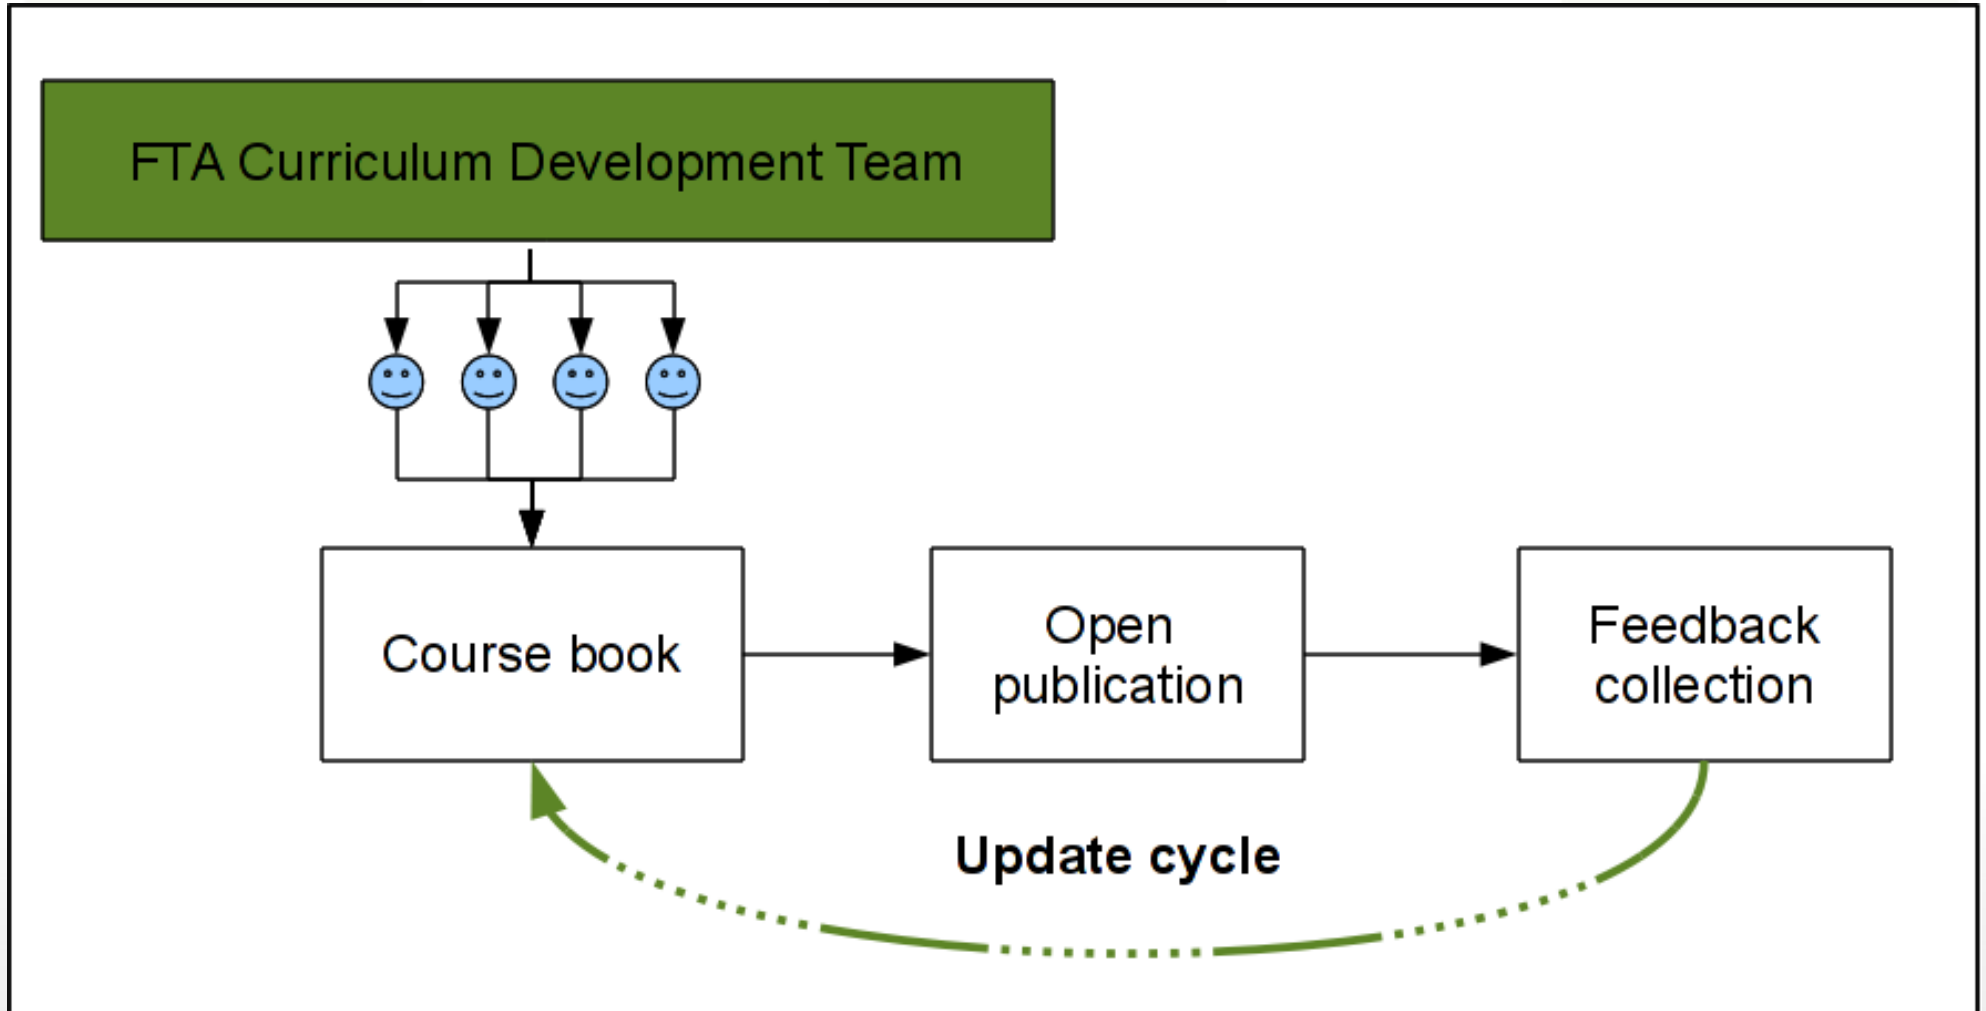 FTA Curriculum Development Team
Course book
Open
publication
Feedback
collection
Update cycle